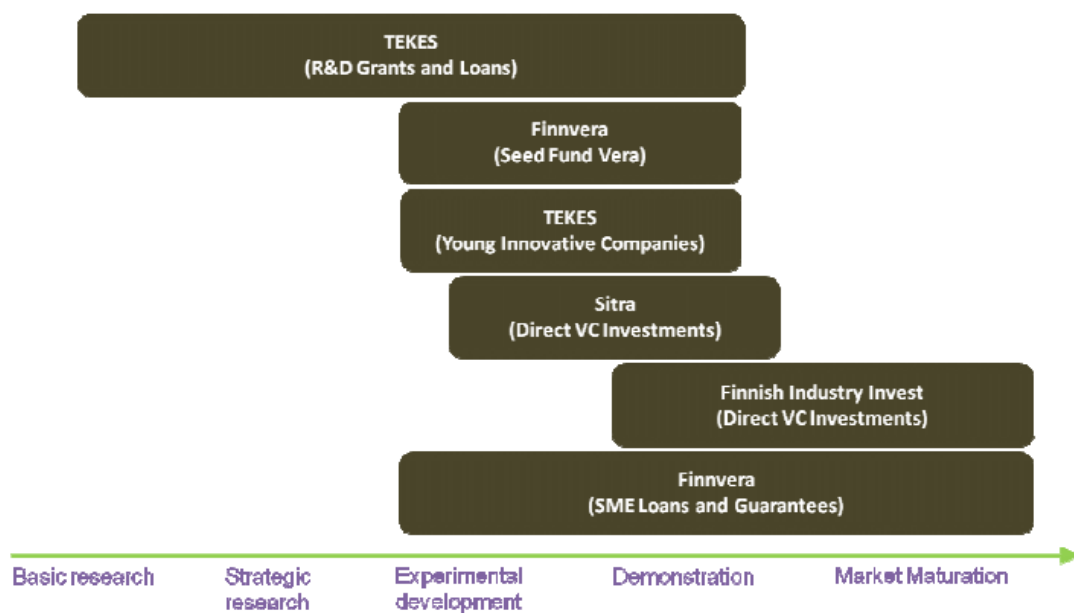 TEKES
(R&D Grants and Loans)
Finnvera
(Seed Fund Vera)
TEKES
(Young Innovative Companies)
Sitra
(Direct VC Investments)
Finnish Industry Invest
(Direct VC Investments)
Finnvera
(SME Loans and Guarantees)
Basic research
Strategic
research
Experimental
development
Demonstration
Market Maturation